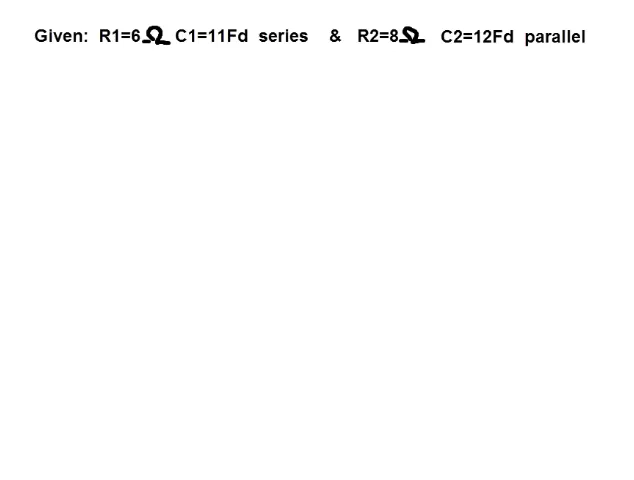 Given: R1=6Ω C1=11Fd series & R2=8Ω C2=12Fd parallel